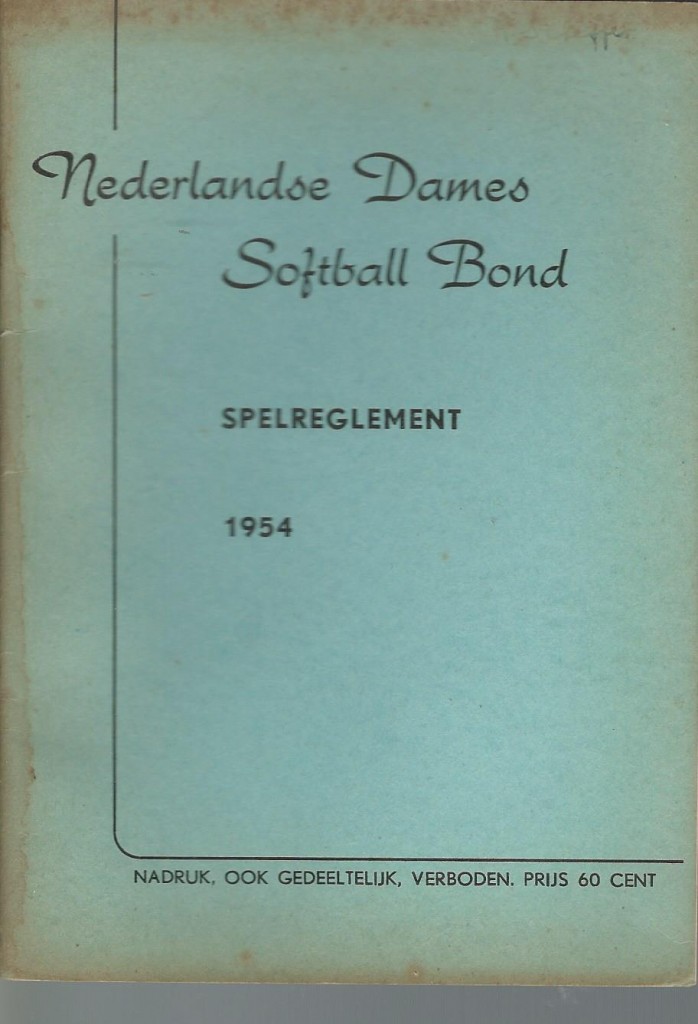 Nederlandse Dames
Softball Bond
SPELREGLEMENT
1954
NADRUK, OOK GEDEELTELIJK, VERBODEN. PRIJS 60 CENT